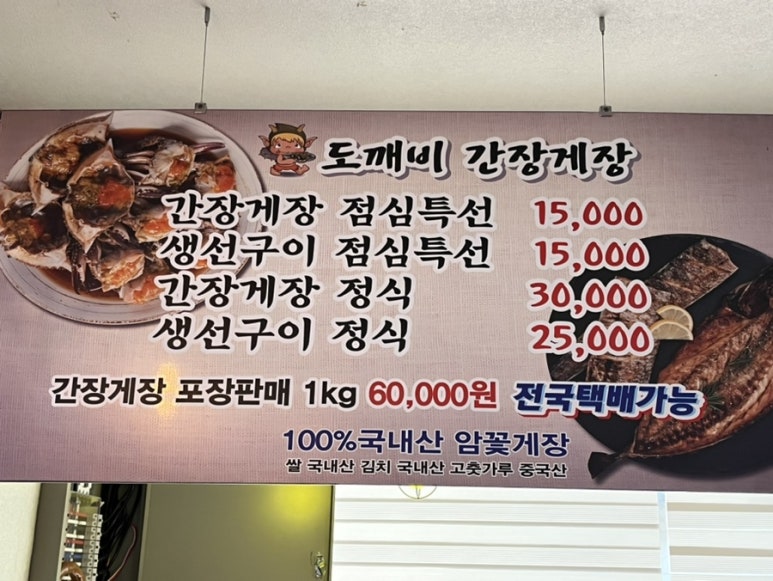 도깨비 간장게장
간장게장 점심특선 15,000
생선구이 점심특선 15,000
간장게장 정식 30,000
생선구이 정식 25,000
간장게장 포장판매 1kg 60,000원 전국택배가능
100%국내산 암꽃게장
쌀 국내산 김치 국내산 고춧가루 중국산